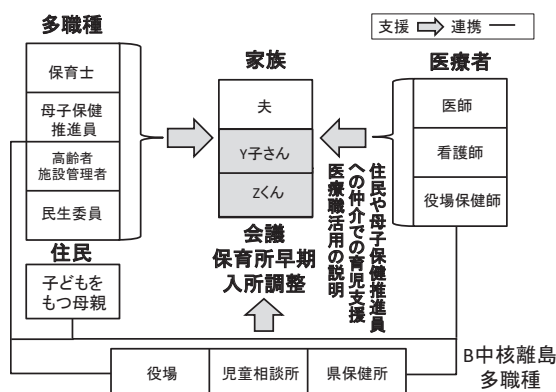 支援 連携
多職種
保育士
母子保健
推進員
高齢者
施設管理者
民生委員
住民
子どもを
もつ母親
家族
夫
Y子さん
Zくん
会議
保育所早期
入所調整
医療者
医師
看護師
役場保健師
住民や母子保健推進員
への仲介での育児支援
医療職活用の説明
役場
児童相談所
県保健所
B中核離島
多職種